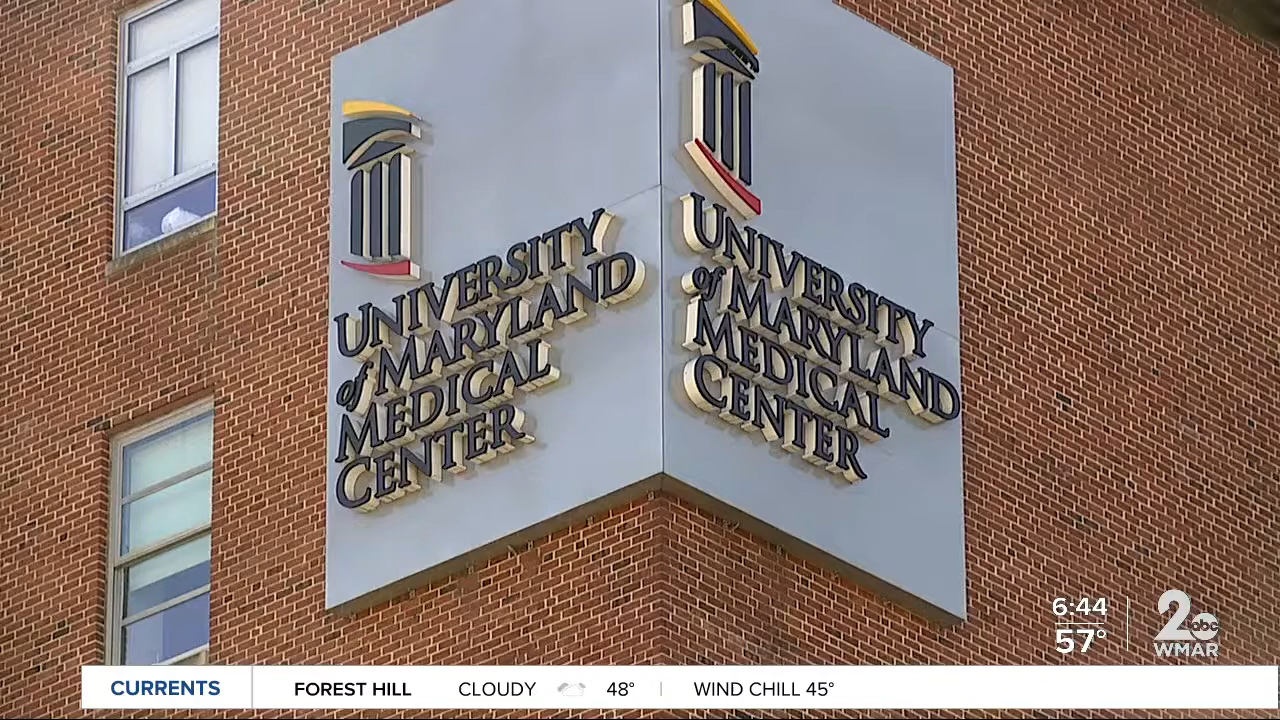 UNIVERSITY
of MARYLAND
MEDICAL
CENTER
UNIVERSITY
of MARYLAND
MEDICAL
CENTER
6:44
57°
2 abc
WMAR
CURRENTS FOREST HILL CLOUDY 48° WIND CHILL 45°